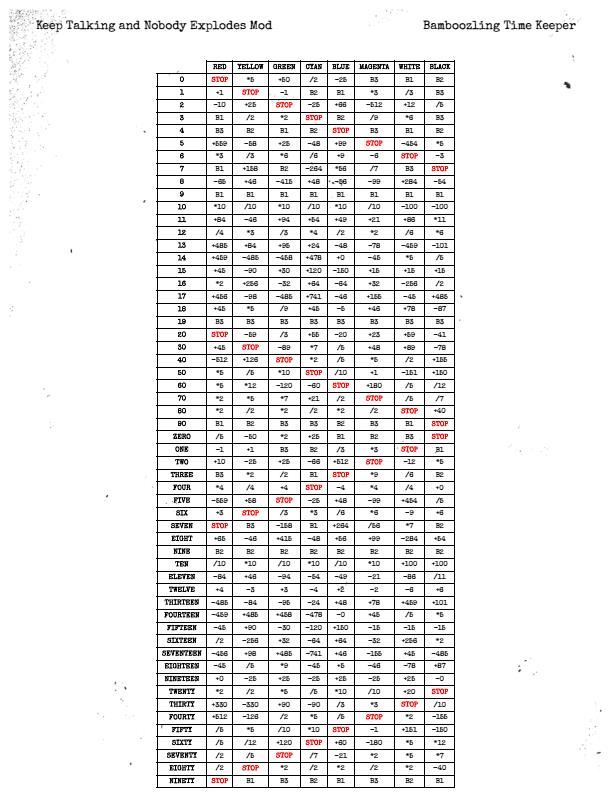 Keep Talking and Nobody Explodes Mod Bamboozling Time Keeper
RED YELLOW GREEN CYAN BLUE MAGENTA WHITE BLACK
0 STOP *5 +50 /2 -25 B3 B1 B2
1 +1 STOP -1 B2 B1 *3 /3 B3
2 -10 +25 STOP -25 +66 -512 +12 /5
3 B1 /2 *2 STOP B2 /9 *6 B3
4 B3 B2 B1 B2 STOP B3 B1 B2
5 +559 -58 +25 -48 +99 STOP -454 *5
6 *3 /3 *6 /6 +9 -6 STOP -3
7 B1 +158 B2 -264 *56 /7 B3 STOP
8 -65 +46 -415 +48 -56 -99 +284 -54
9 B1 B1 B1 B1 B1 B1 B1 B1
10 *10 /10 *10 /10 *10 /10 -100 -100
11 +84 -46 +94 +54 +49 +21 +86 *11
12 /4 *3 /3 *4 /2 *2 /6 *6
13 +485 +84 +95 +24 -48 -78 -459 -101
14 +459 -485 -458 +478 +0 -45 *5 /5
15 +45 -90 +30 +120 -150 +15 +15 +15
16 *2 +256 -32 +64 -64 +32 -256 /2
17 +456 -98 -485 +741 -46 +155 -45 +485
18 +45 *5 /9 +45 -5 +46 +78 -87
19 B3 B3 B3 B3 B3 B3 B3 B3
20 STOP -59 /3 +55 -20 +23 +59 -41
30 +45 STOP -89 *7 /5 +48 +89 -78
40 -512 +126 STOP *2 /5 *5 /2 +155
50 *5 /5 *10 STOP /10 +1 -151 +150
60 *5 *12 -120 -60 STOP +180 /5 /12
70 *2 *5 *7 +21 /2 STOP /5 /7
80 *2 /2 *2 /2 *2 /2 STOP +40
90 B1 B2 B3 B2 B3 B3 B1 STOP
ZERO /5 -50 *2 +25 B1 B2 B3 STOP
ONE -1 +1 B3 B2 /3 *3 STOP B1
TWO +10 -25 +25 -66 +512 STOP -12 *5
THREE B3 *2 /2 B1 STOP *9 /6 B2
FOUR *4 /4 +4 STOP -4 *4 /4 +0
FIVE -559 +58 STOP -25 +48 -99 +454 /5
SIX +3 STOP /3 *3 /6 *6 -9 +6
SEVEN STOP B3 -158 B1 +264 /56 *7 B2
EIGHT +65 -46 +415 -48 +56 +99 -284 +54
NINE B2 B2 B2 B2 B2 B2 B2 B2
TEN /10 *10 /10 *10 /10 *10 +100 +100
ELEVEN -84 +46 -94 -54 -49 -21 -86 /11
TWELVE +4 -3 +3 -4 +2 -2 -6 +6
THIRTEEN -485 -84 -95 -24 +48 +78 +459 +101
FOURTEEN -459 +485 +458 -478 -0 +45 /5 *5
FIFTEEN -45 +90 -30 -120 +150 -15 -15 -15
SIXTEEN /2 -256 +32 -64 +64 -32 +256 *2
SEVENTEEN -456 +98 +485 -741 +46 -155 +45 -485
EIGHTEEN -45 /5 *9 -45 +5 -46 -78 +87
NINETEEN +0 -25 +25 -25 -25 +25 +25 -0
TWENTY *2 /2 *5 /5 *10 /10 +20 STOP
THIRTY +330 -330 +90 -90 /3 *3 STOP /10
FOURTY +512 -126 /2 *5 /5 STOP *2 -155
FIFTY /5 *5 /10 *10 STOP -1 +151 -150
SIXTY /5 /12 +120 STOP +60 -180 *5 *12
SEVENTY /2 /5 STOP /7 -21 *2 *5 *7
EIGHTY /2 STOP *2 /2 *2 /2 *2 -40
NINETY STOP B1 B3 B2 B1 B3 B2 B1